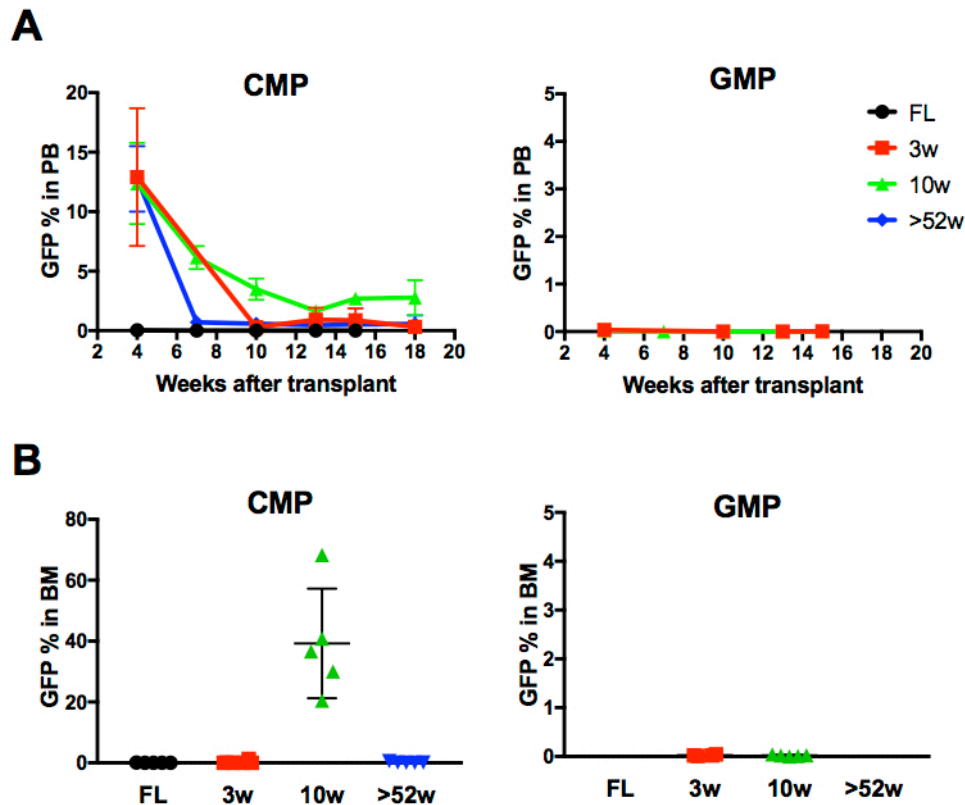 A
CMP
GFP % in PB
20
15
10
5
0
2 4 6 8 10 12 14 16 18 20
Weeks after transplant
GMP
GFP % in PB
5
4
3
2
1
0
2 4 6 8 10 12 14 16 18 20
Weeks after transplant
FL
3w
10w
>52w
B
CMP
GFP % in BM
80
60
40
20
0
FL 3w 10w >52w
GMP
GFP % in BM
5
4
3
2
1
0
FL 3w 10w >52w